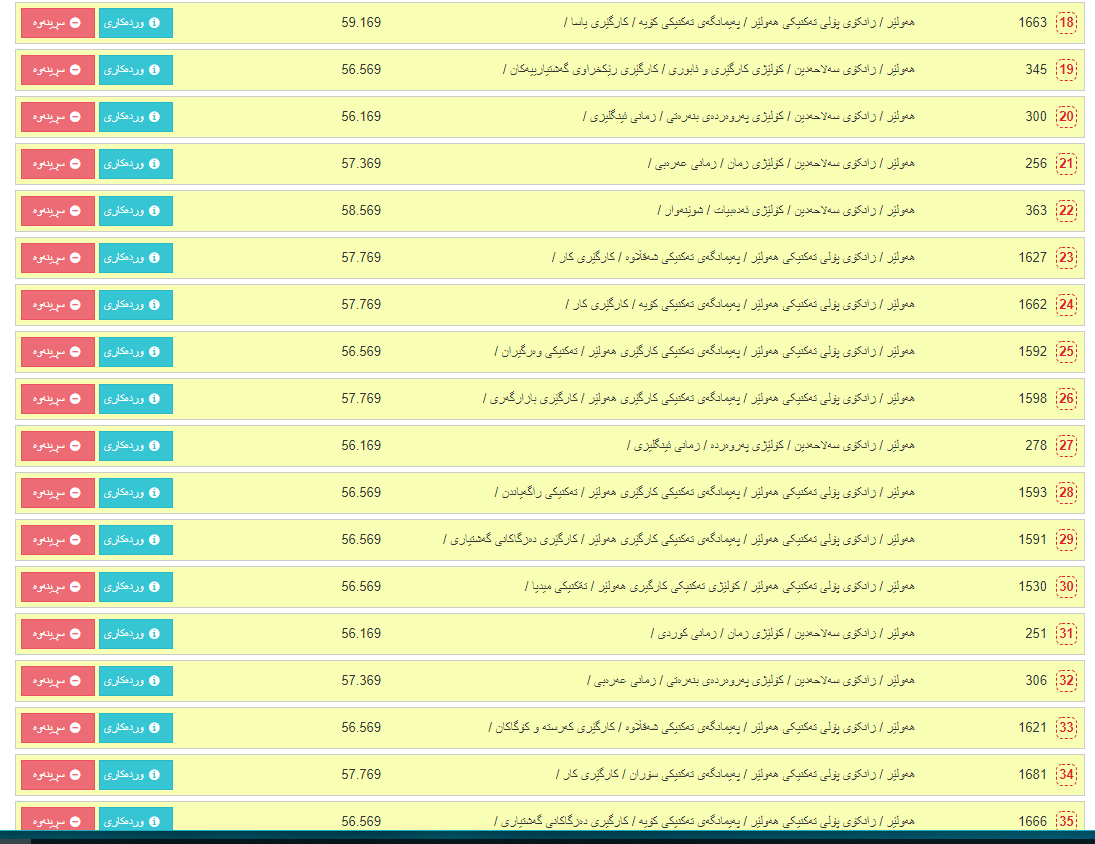 18 1663 هەولێر / زانکۆی پۆلی تەکنیکی هەولێر / پەیمانگەی تەکنیکی کۆیە / کارگێری یاسا / 59.169 وردەکاری سڕینەوە
19 345 هەولێر / زانکۆی سەلاحەدین / کۆلێژی کارگێری و ئابوری / کارگێری رێکخراوی گەشتیارییەکان / 56.569 وردەکاری سڕینەوە
20 300 هەولێر / زانکۆی سەلاحەدین / کۆلیژی پەروەردەی بنەرەتی / زمانی ئینگلیزی / 56.169 وردەکاری سڕینەوە
21 256 هەولێر / زانکۆی سەلاحەدین / کۆلێژی زمان / زمانی عەرەبی / 57.369 وردەکاری سڕینەوە
22 363 هەولێر / زانکۆی سەلاحەدین / کۆلێژی ئەدەبیات / شوێنەوار / 58.569 وردەکاری سڕینەوە
23 1627 هەولێر / زانکۆی پۆلی تەکنیکی هەولێر / پەیمانگەی تەکنیکی شەقڵاوە / کارگێری کار / 57.769 وردەکاری سڕینەوە
24 1662 هەولێر / زانکۆی پۆلی تەکنیکی هەولێر / پەیمانگەی تەکنیکی کۆیە / کارگێری کار / 57.769 وردەکاری سڕینەوە
25 1592 هەولێر / زانکۆی پۆلی تەکنیکی هەولێر / پەیمانگەی تەکنیکی کارگێری هەولێر / تەکنیکی وەرگیران / 56.569 وردەکاری سڕینەوە
26 1598 هەولێر / زانکۆی پۆلی تەکنیکی هەولێر / پەیمانگەی تەکنیکی کارگێری هەولێر / کارگێری بازارگەری / 57.769 وردەکاری سڕینەوە
27 278 هەولێر / زانکۆی سەلاحەدین / کۆلێژی پەروەردە / زمانی ئینگلیزی / 56.169 وردەکاری سڕینەوە
28 1593 هەولێر / زانکۆی پۆلی تەکنیکی هەولێر / پەیمانگەی تەکنیکی کارگێری هەولێر / تەکنیکی راگەیاندن / 56.569 وردەکاری سڕینەوە
29 1591 هەولێر / زانکۆی پۆلی تەکنیکی هەولێر / پەیمانگەی تەکنیکی کارگێری هەولێر / کارگێری دەزگاکانی گەشتیاری / 56.569 وردەکاری سڕینەوە
30 1530 هەولێر / زانکۆی پۆلی تەکنیکی هەولێر / کۆلێژی تەکنیکی کارگیری هەولێر / تەکنیکی میدیا / 56.569 وردەکاری سڕینەوە
31 251 هەولێر / زانکۆی سەلاحەدین / کۆلێژی زمان / زمانی کوردی / 56.169 وردەکاری سڕینەوە
32 306 هەولێر / زانکۆی سەلاحەدین / کۆلیژی پەروەردەی بنەرەتی / زمانی عەرەبی / 57.369 وردەکاری سڕینەوە
33 1621 هەولێر / زانکۆی پۆلی تەکنیکی هەولێر / پەیمانگەی تەکنیکی شەقڵاوە / کارگێری کەرستە و کۆگاکان / 56.569 وردەکاری سڕینەوە
34 1681 هەولێر / زانکۆی پۆلی تەکنیکی هەولێر / پەیمانگەی تەکنیکی سۆران / کارگێری کار / 57.769 وردەکاری سڕینەوە
35 1666 هەولێر / زانکۆی پۆلی تەکنیکی هەولێر / پەیمانگەی تەکنیکی کۆیە / کارگیری دەزگاکانی گەشتیاری / 56.569 وردەکاری سڕینەوە